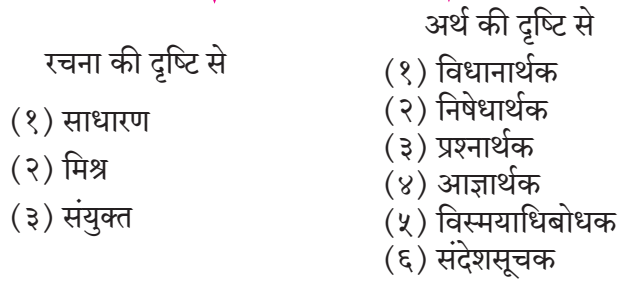 रचना की दृष्टि से
(१) साधारण
(२) मिश्र
(३) संयुक्त
अर्थ की दृष्टि से
(१) विधानार्थक
(२) निषेधार्थक
(३) प्रश्नार्थक
(४) आज्ञार्थक
(५) विस्मयाधिबोधक
(६) संदेशसूचक